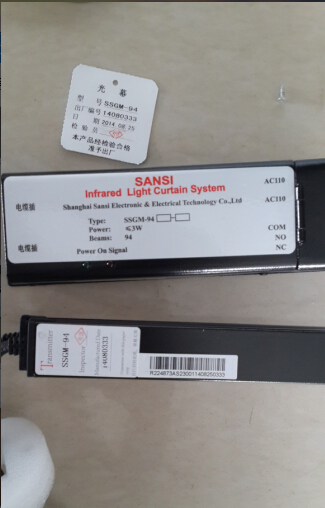 光 幕
型 号 SSGM-94
出厂编号 14080333
日 期 2014.08.25
检 验 员
本产品经检验合格
准予出厂
SANSI
Infrared Light Curtain System
AC110
电缆插
Shanghai Sansi Electronic & Electrical Technology Co.,Ltd
AC110
Type: SSGM-94
Power: ≤3W
COM
Beams: 94
NO
电缆插
Power On Signal
NC
Transmitter
SSGM-94
Inspector
Manufactured
14080333
R224873AS230011408250333